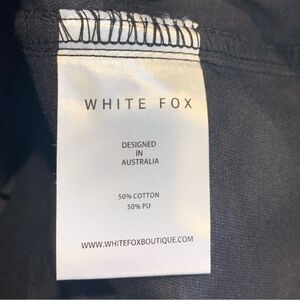 WHITE FOX
DESIGNED
IN
AUSTRALIA
50% COTTON
50% PU
WWW.WHITEFOXBOUTIQUE.COM